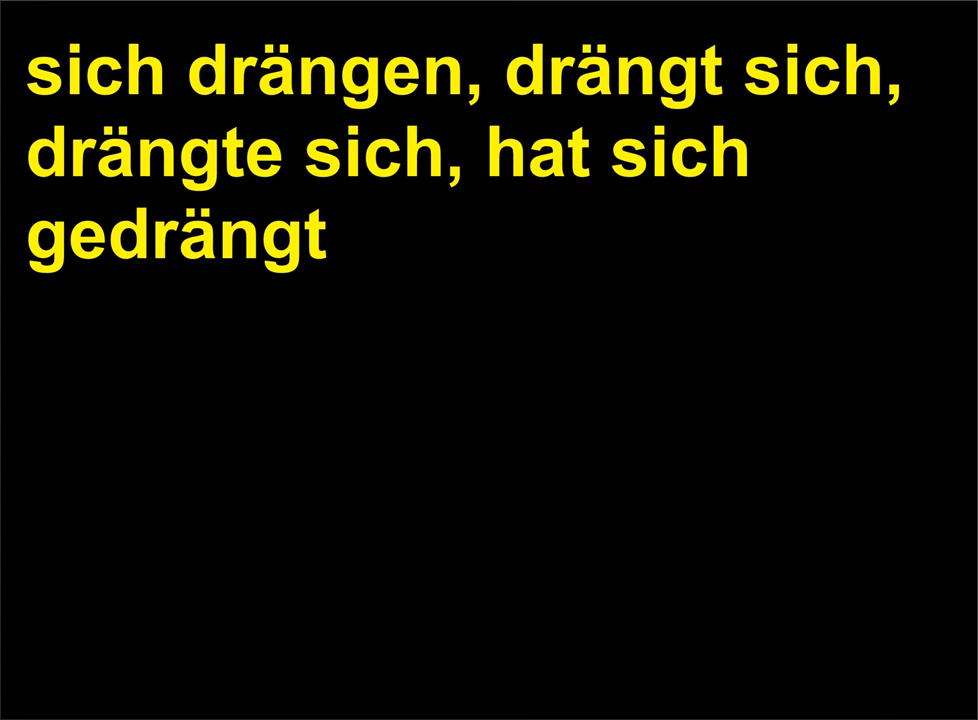 sich drängen, drängt sich,
drängte sich, hat sich
gedrängt